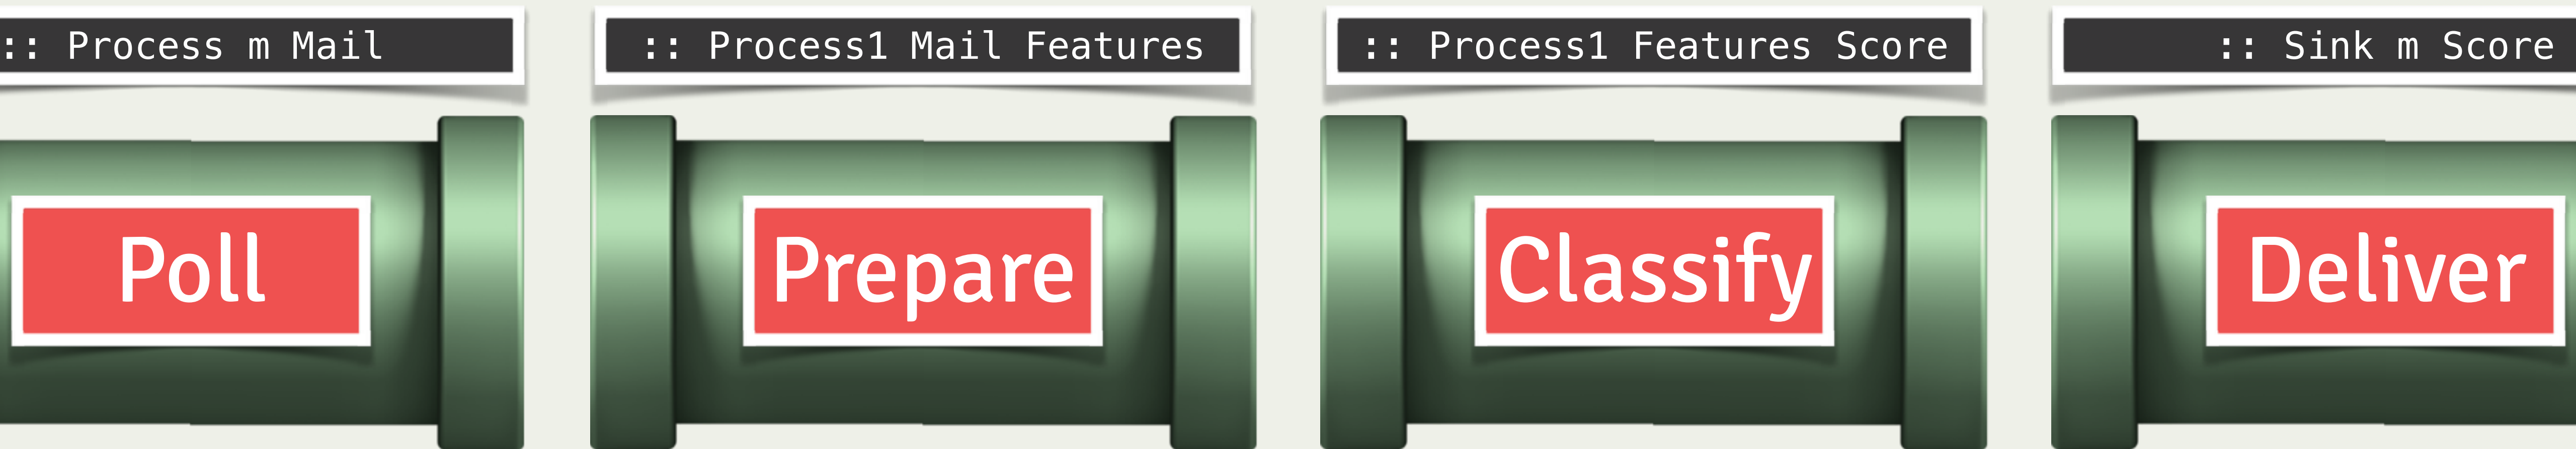 :: Process m Mail
:: Process1 Mail Features
:: Process1 Features Score
:: Sink m Score
Poll
Prepare
Classify
Deliver